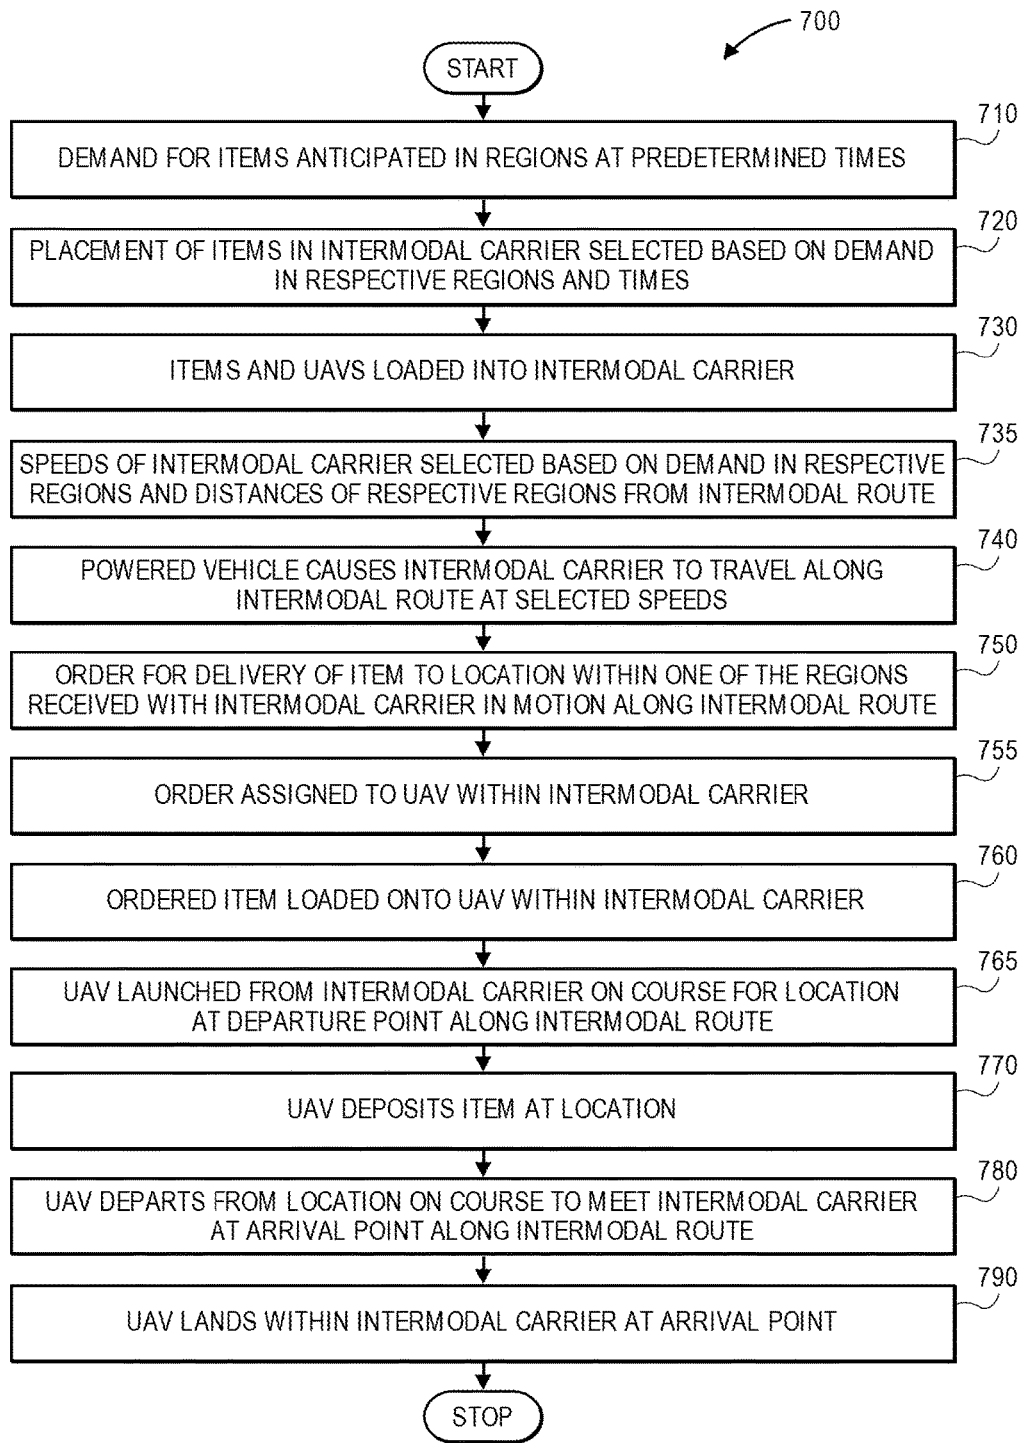 700
START
710
DEMAND FOR ITEMS ANTICIPATED IN REGIONS AT PREDETERMINED TIMES
720
PLACEMENT OF ITEMS IN INTERMODAL CARRIER SELECTED BASED ON DEMAND
IN RESPECTIVE REGIONS AND TIMES
730
ITEMS AND UAVS LOADED INTO INTERMODAL CARRIER
735
SPEEDS OF INTERMODAL CARRIER SELECTED BASED ON DEMAND IN RESPECTIVE
REGIONS AND DISTANCES OF RESPECTIVE REGIONS FROM INTERMODAL ROUTE
740
POWERED VEHICLE CAUSES INTERMODAL CARRIER TO TRAVEL ALONG
INTERMODAL ROUTE AT SELECTED SPEEDS
750
ORDER FOR DELIVERY OF ITEM TO LOCATION WITHIN ONE OF THE REGIONS
RECEIVED WITH INTERMODAL CARRIER IN MOTION ALONG INTERMODAL ROUTE
755
ORDER ASSIGNED TO UAV WITHIN INTERMODAL CARRIER
760
ORDERED ITEM LOADED ONTO UAV WITHIN INTERMODAL CARRIER
765
UAV LAUNCHED FROM INTERMODAL CARRIER ON COURSE FOR LOCATION
AT DEPARTURE POINT ALONG INTERMODAL ROUTE
770
UAV DEPOSITS ITEM AT LOCATION
780
UAV DEPARTS FROM LOCATION ON COURSE TO MEET INTERMODAL CARRIER
AT ARRIVAL POINT ALONG INTERMODAL ROUTE
790
UAV LANDS WITHIN INTERMODAL CARRIER AT ARRIVAL POINT
STOP